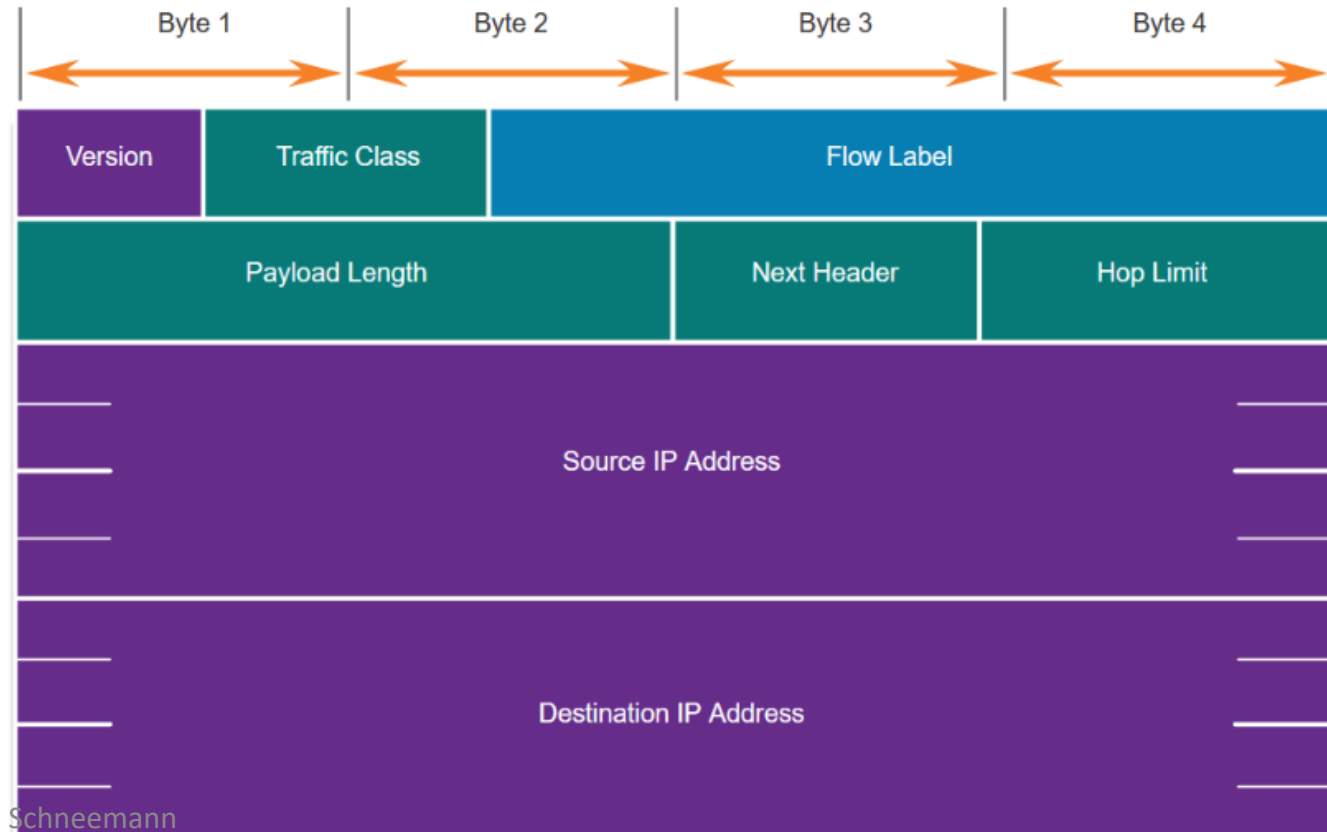 Byte 1 Byte 2 Byte 3 Byte 4
Version Traffic Class Flow Label
Payload Length Next Header Hop Limit
Source IP Address
Destination IP Address
Schneemann